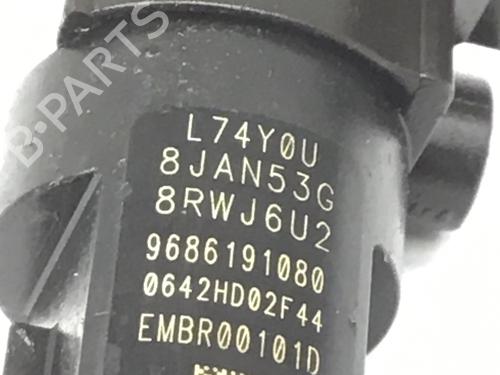 B-PARTS
L74Y0U
8JAN53G
8RWJ6U2
9686191080
0642HD02F44
EMBR00101D